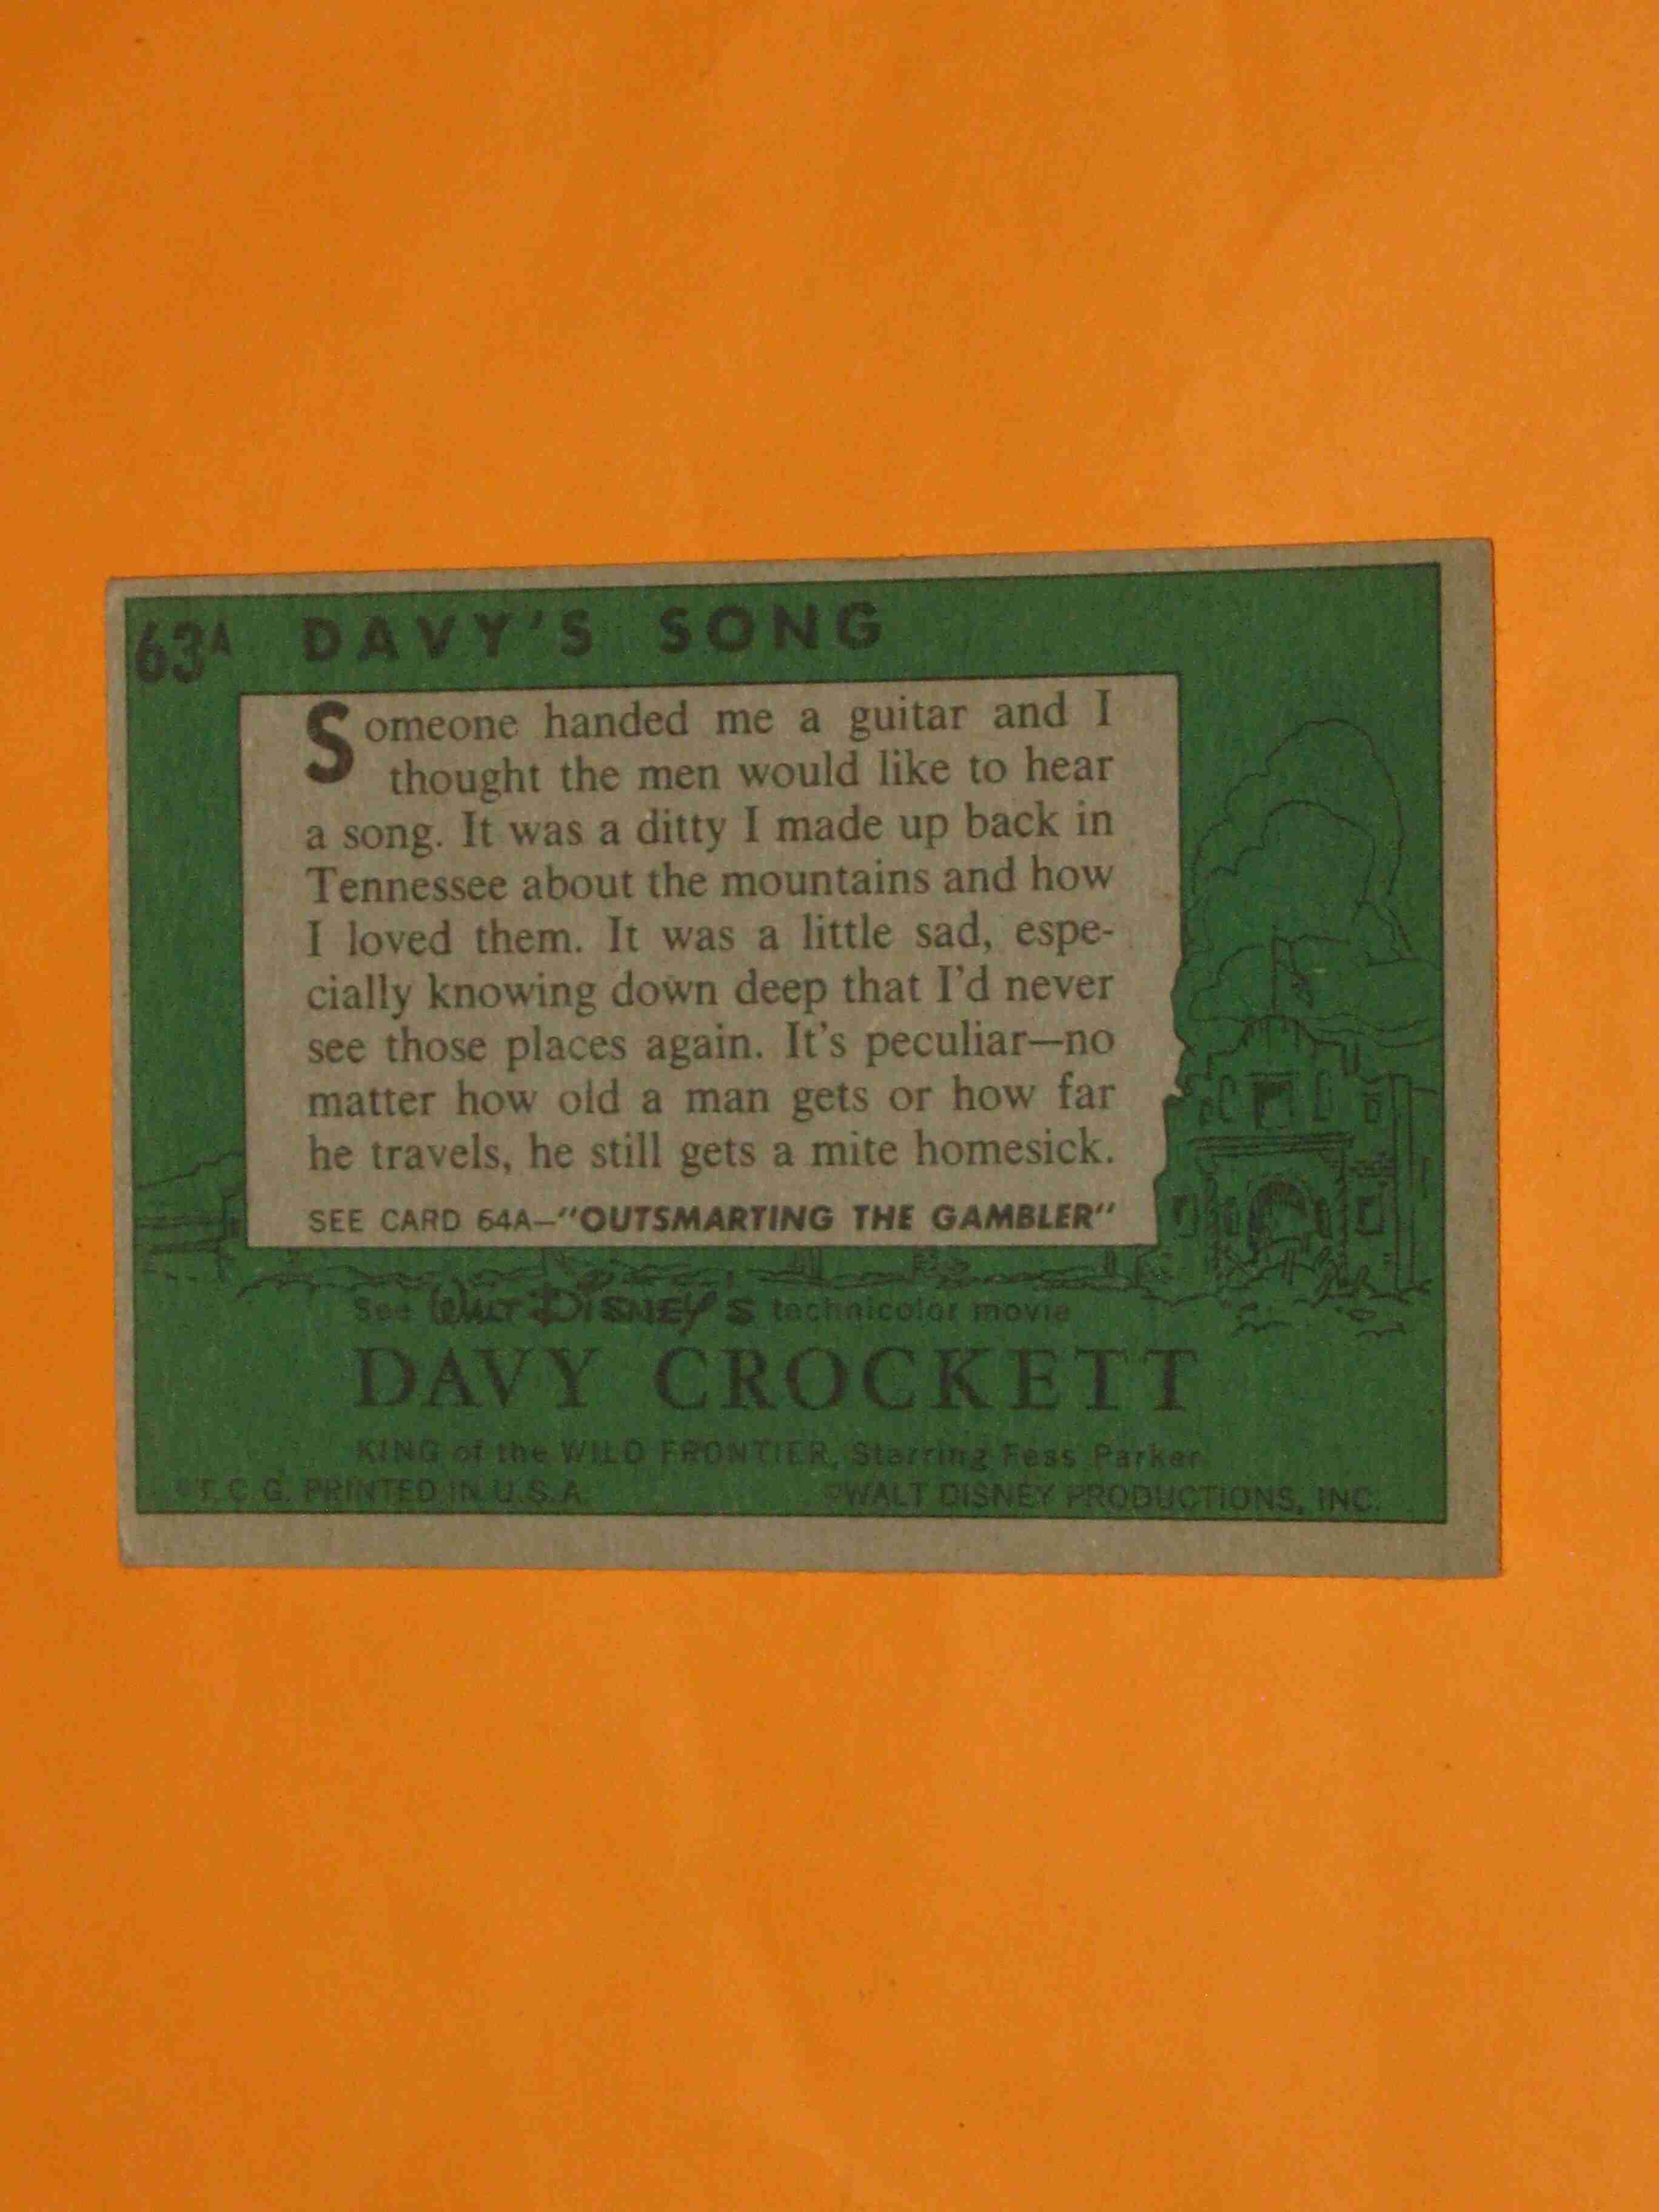 63A DAVY'S SONG
Someone handed me a guitar and I
thought the men would like to hear
a song. It was a ditty I made up back in
Tennessee about the mountains and how
I loved them. It was a little sad, espe-
cially knowing down deep that I'd never
see those places again. It's peculiar—no
matter how old a man gets or how far
he travels, he still gets a mite homesick.
SEE CARD 64A—"OUTSMARTING THE GAMBLER"
See WALT DISNEY'S technicolor movie
DAVY CROCKETT
KING of the WILD FRONTIER, Starring Fess Parker
©T.C.G. PRINTED IN U.S.A. ©WALT DISNEY PRODUCTIONS, INC.